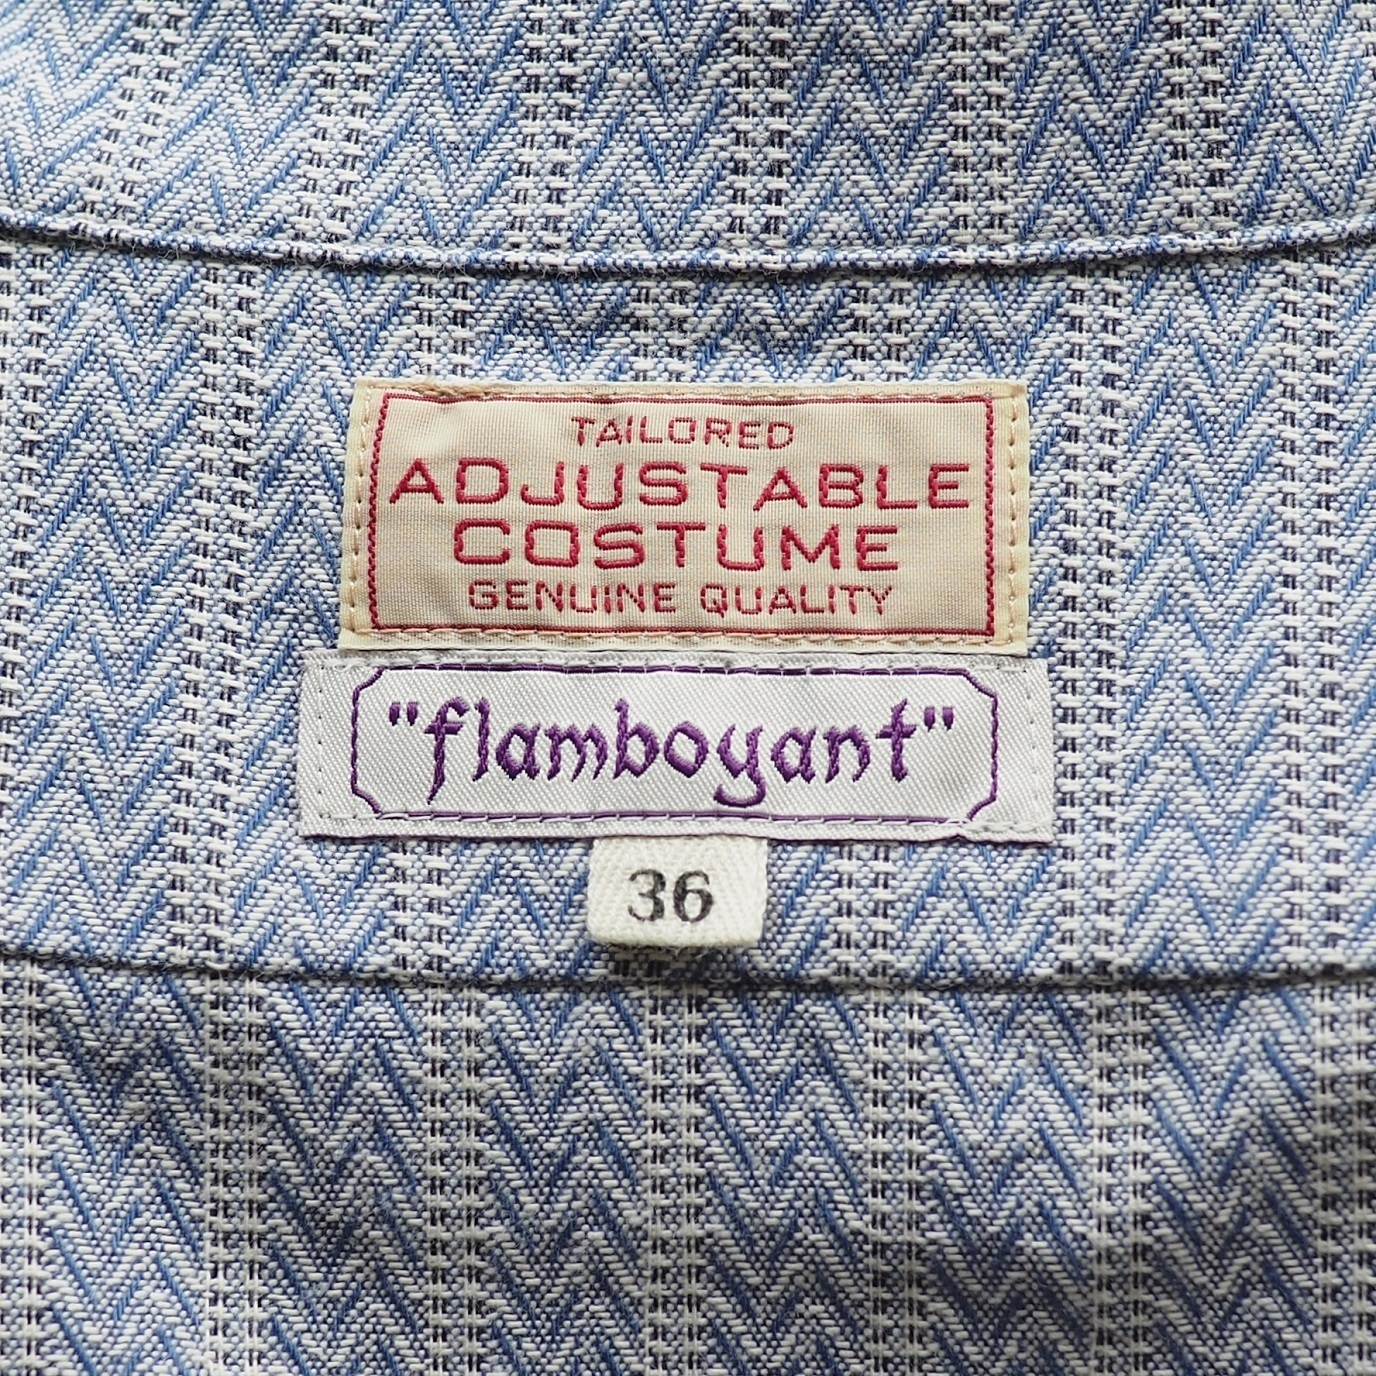 TAILORED
ADJUSTABLE
COSTUME
GENUINE QUALITY
"flamboyant"
36